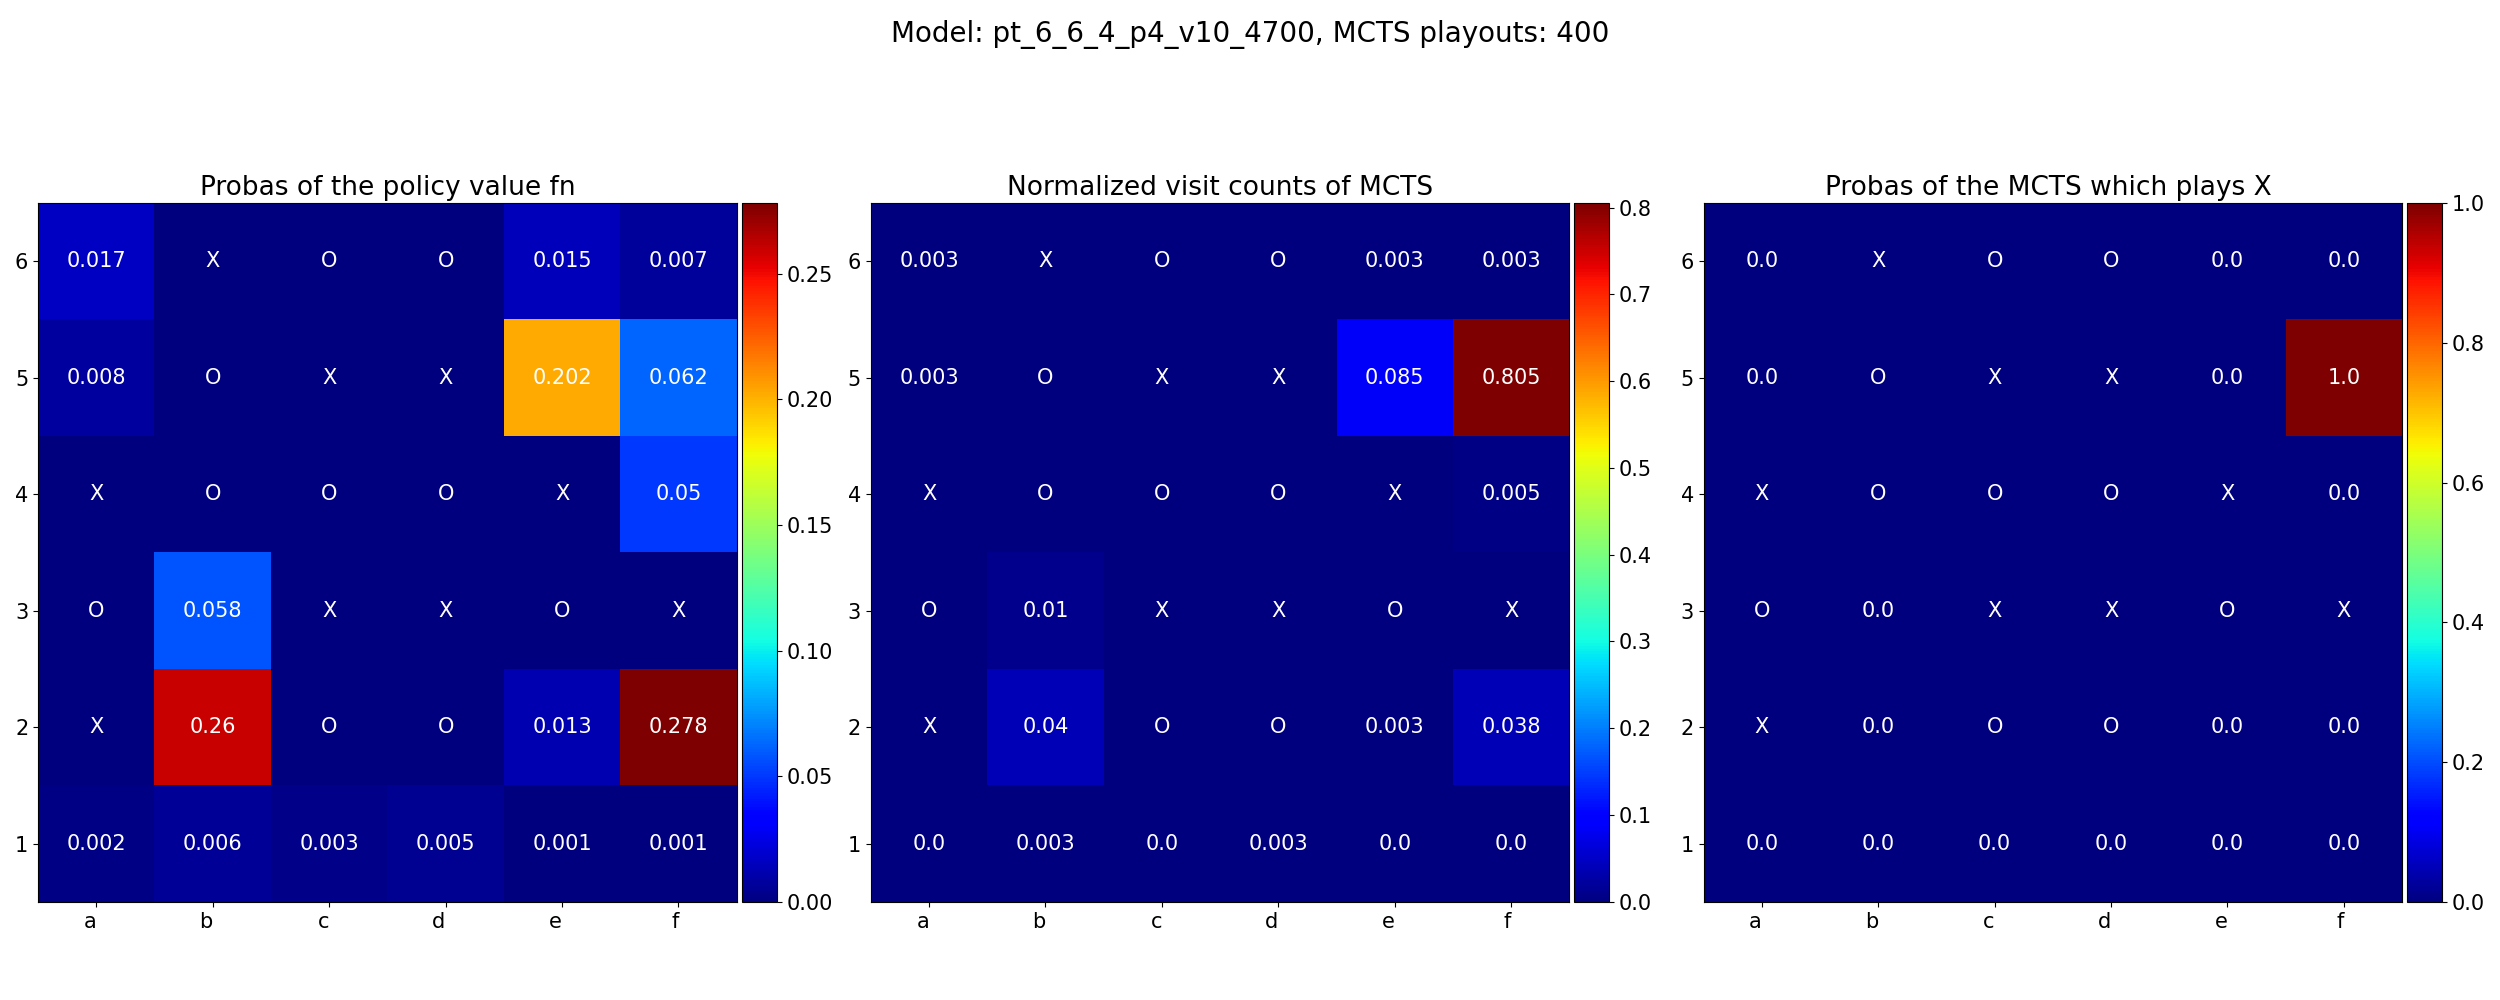 Model: pt_6_6_4_p4_v10_4700, MCTS playouts: 400
Probas of the policy value fn
6 0.017 X O O 0.015 0.007
5 0.008 O X X 0.202 0.062
4 X O O O X 0.05
3 O 0.058 X X O X
2 X 0.26 O O 0.013 0.278
1 0.002 0.006 0.003 0.005 0.001 0.001
a b c d e f
0.25
0.20
0.15
0.10
0.05
0.00
Normalized visit counts of MCTS
6 0.003 X O O 0.003 0.003
5 0.003 O X X 0.085 0.805
4 X O O O X 0.005
3 O 0.01 X X O X
2 X 0.04 O O 0.003 0.038
1 0.0 0.003 0.0 0.003 0.0 0.0
a b c d e f
0.8
0.7
0.6
0.5
0.4
0.3
0.2
0.1
0.0
Probas of the MCTS which plays X
6 0.0 X O O 0.0 0.0
5 0.0 O X X 0.0 1.0
4 X O O O X 0.0
3 O 0.0 X X O X
2 X 0.0 O O 0.0 0.0
1 0.0 0.0 0.0 0.0 0.0 0.0
a b c d e f
1.0
0.8
0.6
0.4
0.2
0.0